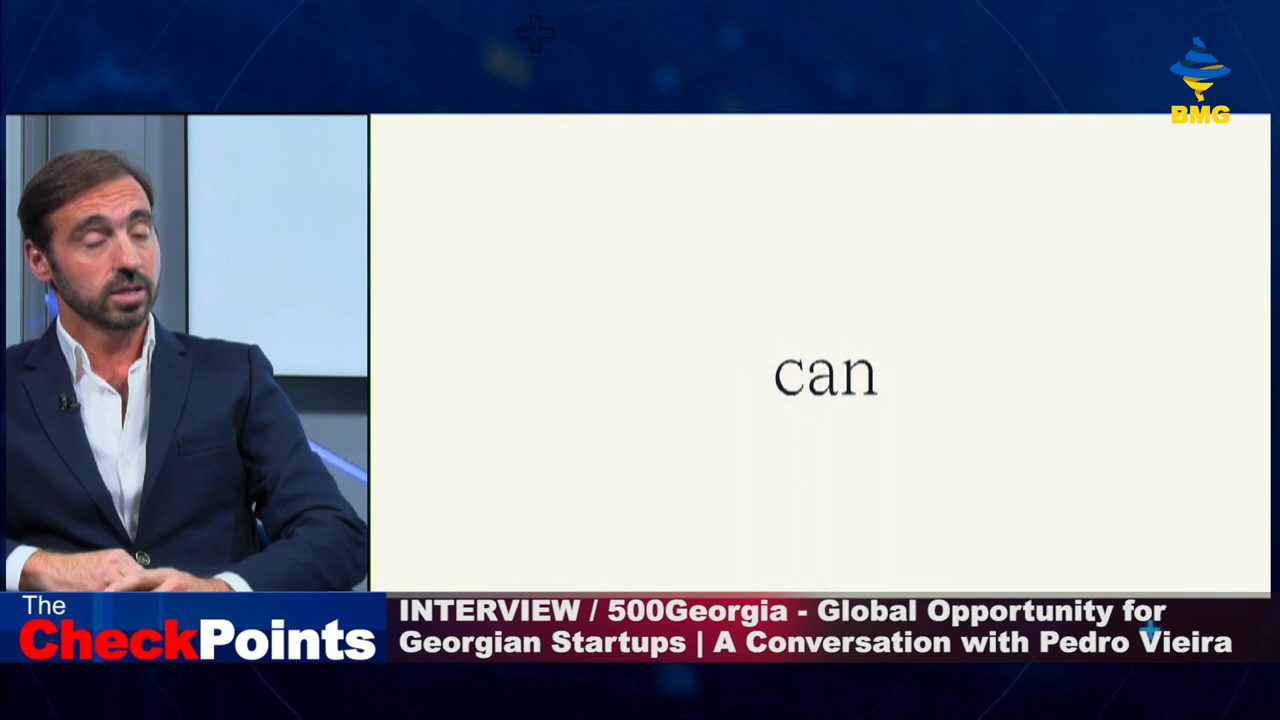 BMG
can
The
CheckPoints
INTERVIEW / 500Georgia - Global Opportunity for
Georgian Startups | A Conversation with Pedro Vieira